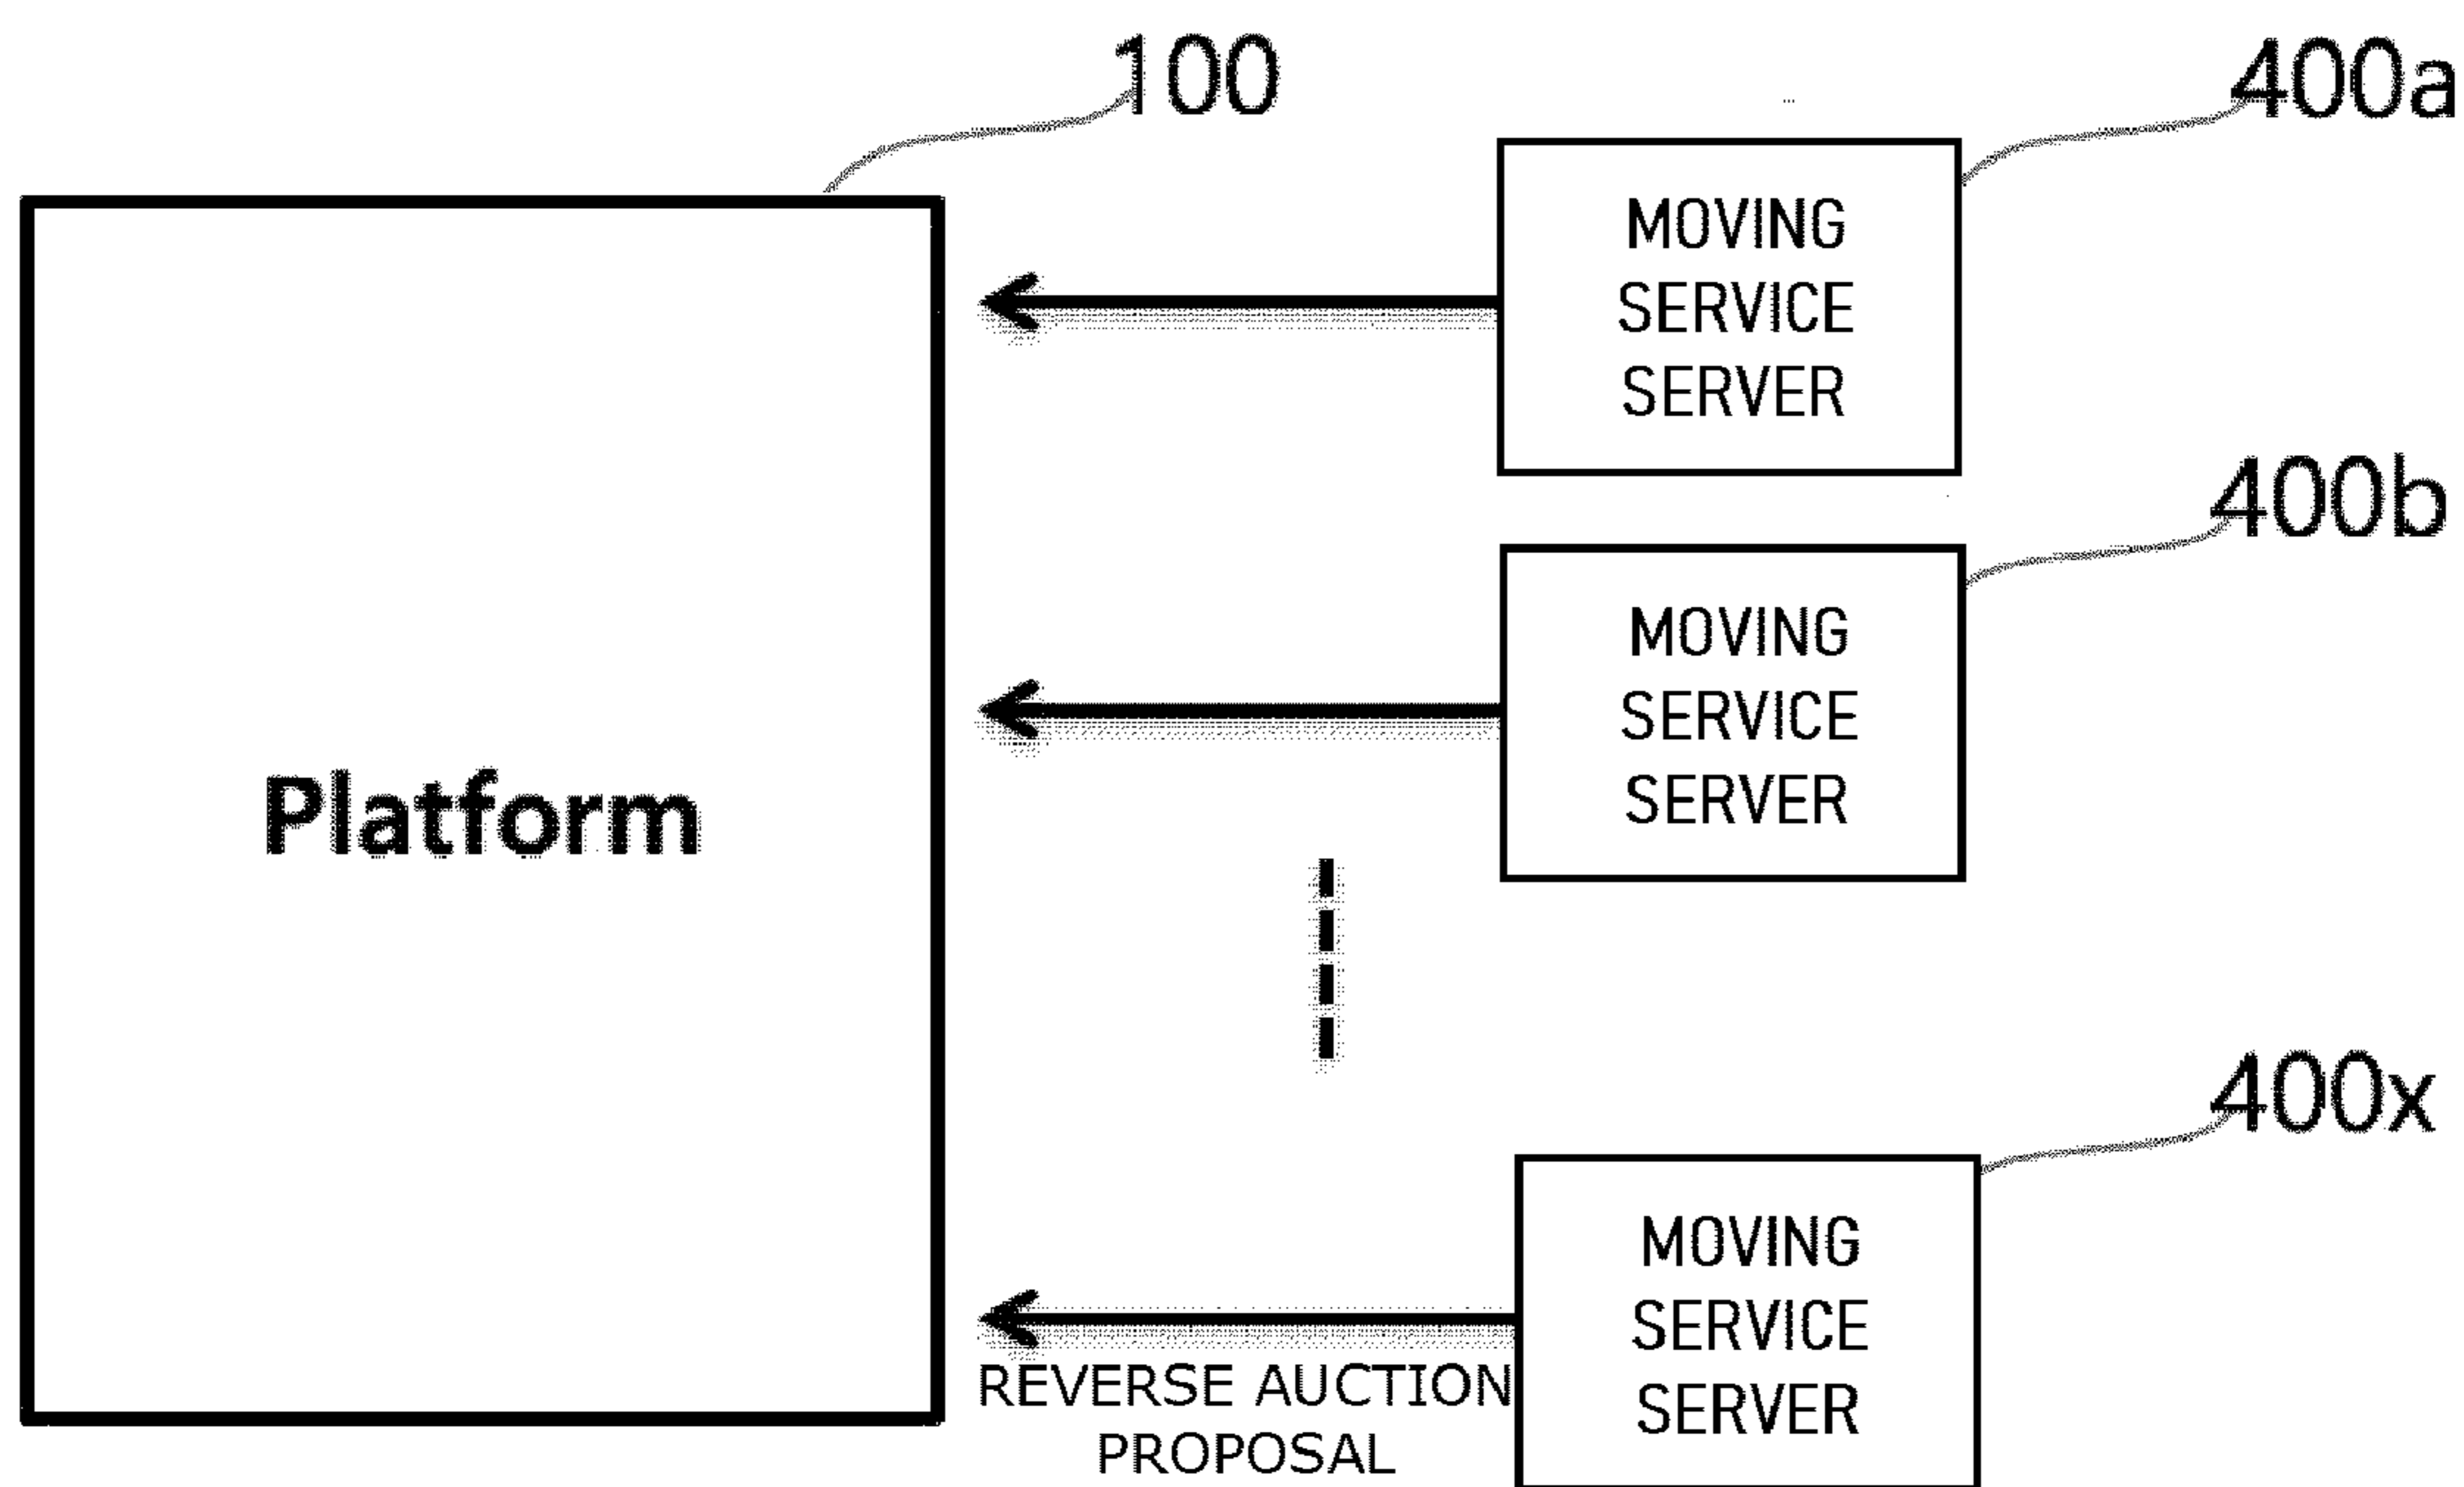 100
400a
MOVING
SERVICE
SERVER
400b
MOVING
SERVICE
SERVER
Platform
400x
MOVING
SERVICE
SERVER
REVERSE AUCTION
PROPOSAL